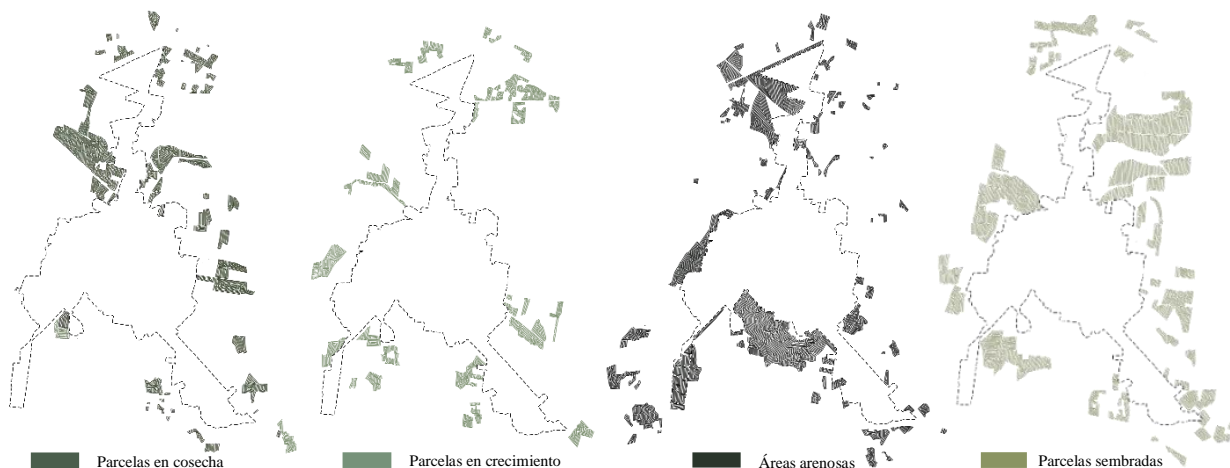 Parcelas en cosecha
Parcelas en crecimiento
Áreas arenosas
Parcelas sembradas